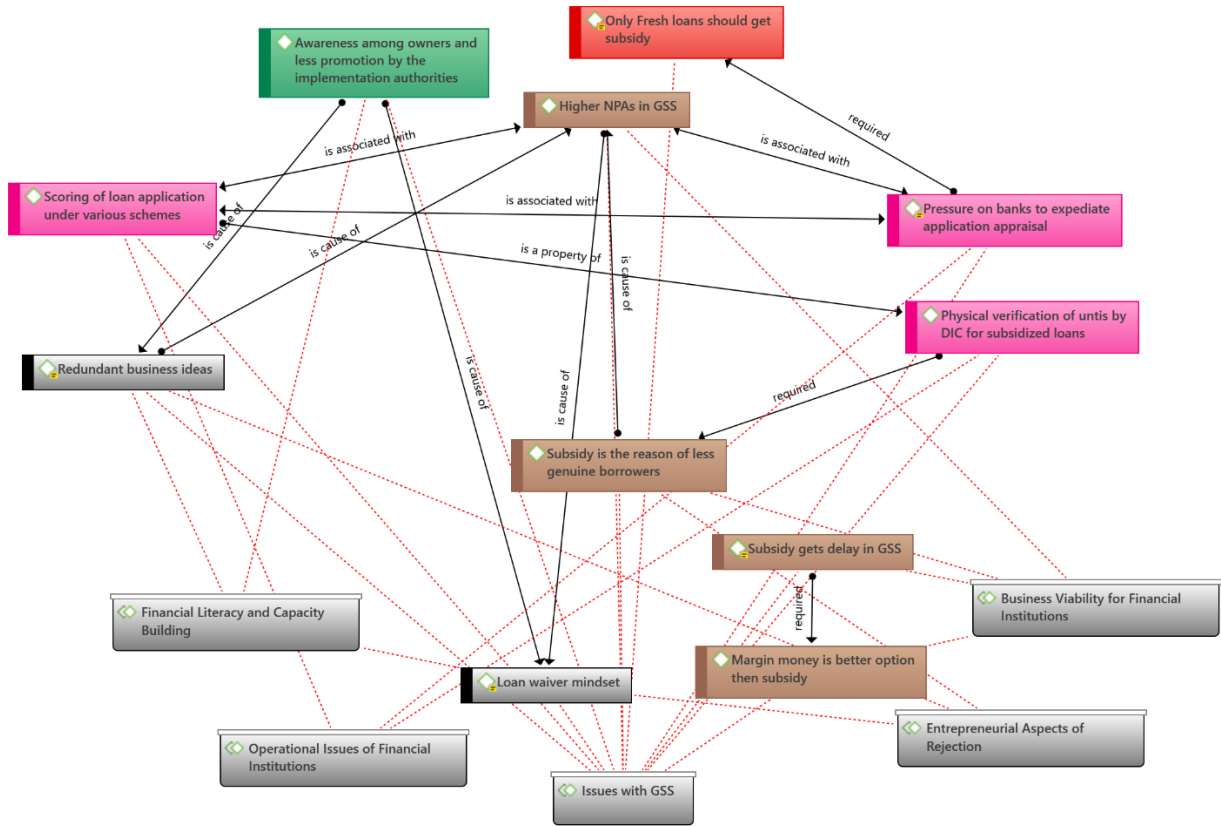 Only Fresh loans should get
subsidy
Awareness among owners and
less promotion by the
implementation authorities
Higher NPAs in GSS
required
is associated with
is associated with
Scoring of loan application
under various schemes
is associated with
Pressure on banks to expediate
application appraisal
is cause of
is cause of
is a property of
is cause of
Physical verification of untis by
DIC for subsidized loans
Redundant business ideas
is cause of
is cause of
required
Subsidy is the reason of less
genuine borrowers
Subsidy gets delay in GSS
Financial Literacy and Capacity
Building
required
Business Viability for Financial
Institutions
Margin money is better option
then subsidy
Loan waiver mindset
Operational Issues of Financial
Institutions
Entrepreneurial Aspects of
Rejection
Issues with GSS